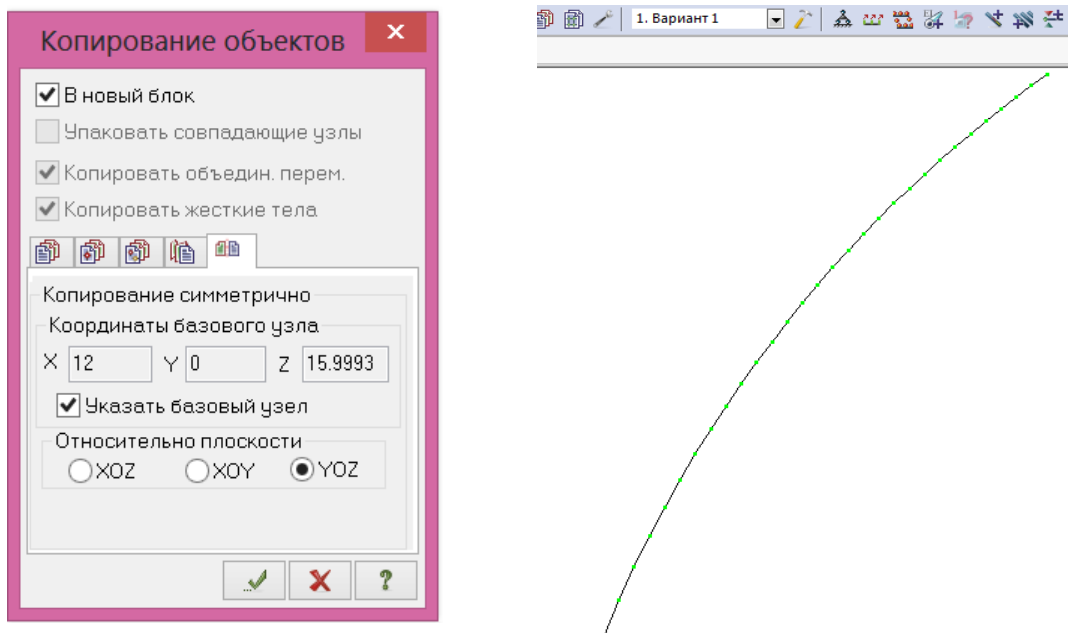 Копирование объектов
В новый блок
Упаковать совпадающие узлы
Копировать объедин. перем.
Копировать жесткие тела
Копирование симметрично
Координаты базового узла
X 12 Y 0 Z 15.9993
Указать базовый узел
Относительно плоскости
XOZ XOY YOZ
?
1. Вариант 1